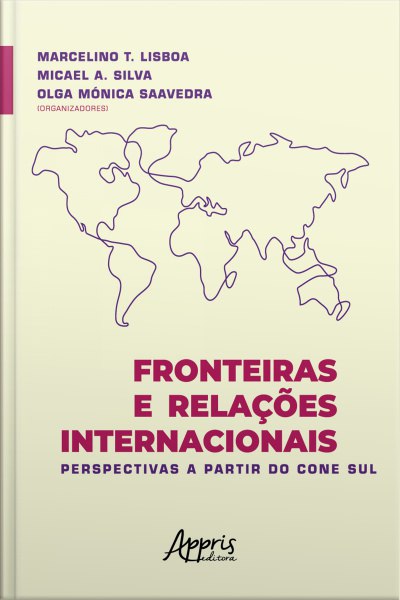 MARCELINO T. LISBOA
MICAEL A. SILVA
OLGA MÓNICA SAAVEDRA
(ORGANIZADORES)
FRONTEIRAS
E RELAÇÕES
INTERNACIONAIS
PERSPECTIVAS A PARTIR DO CONE SUL
Appris
editora